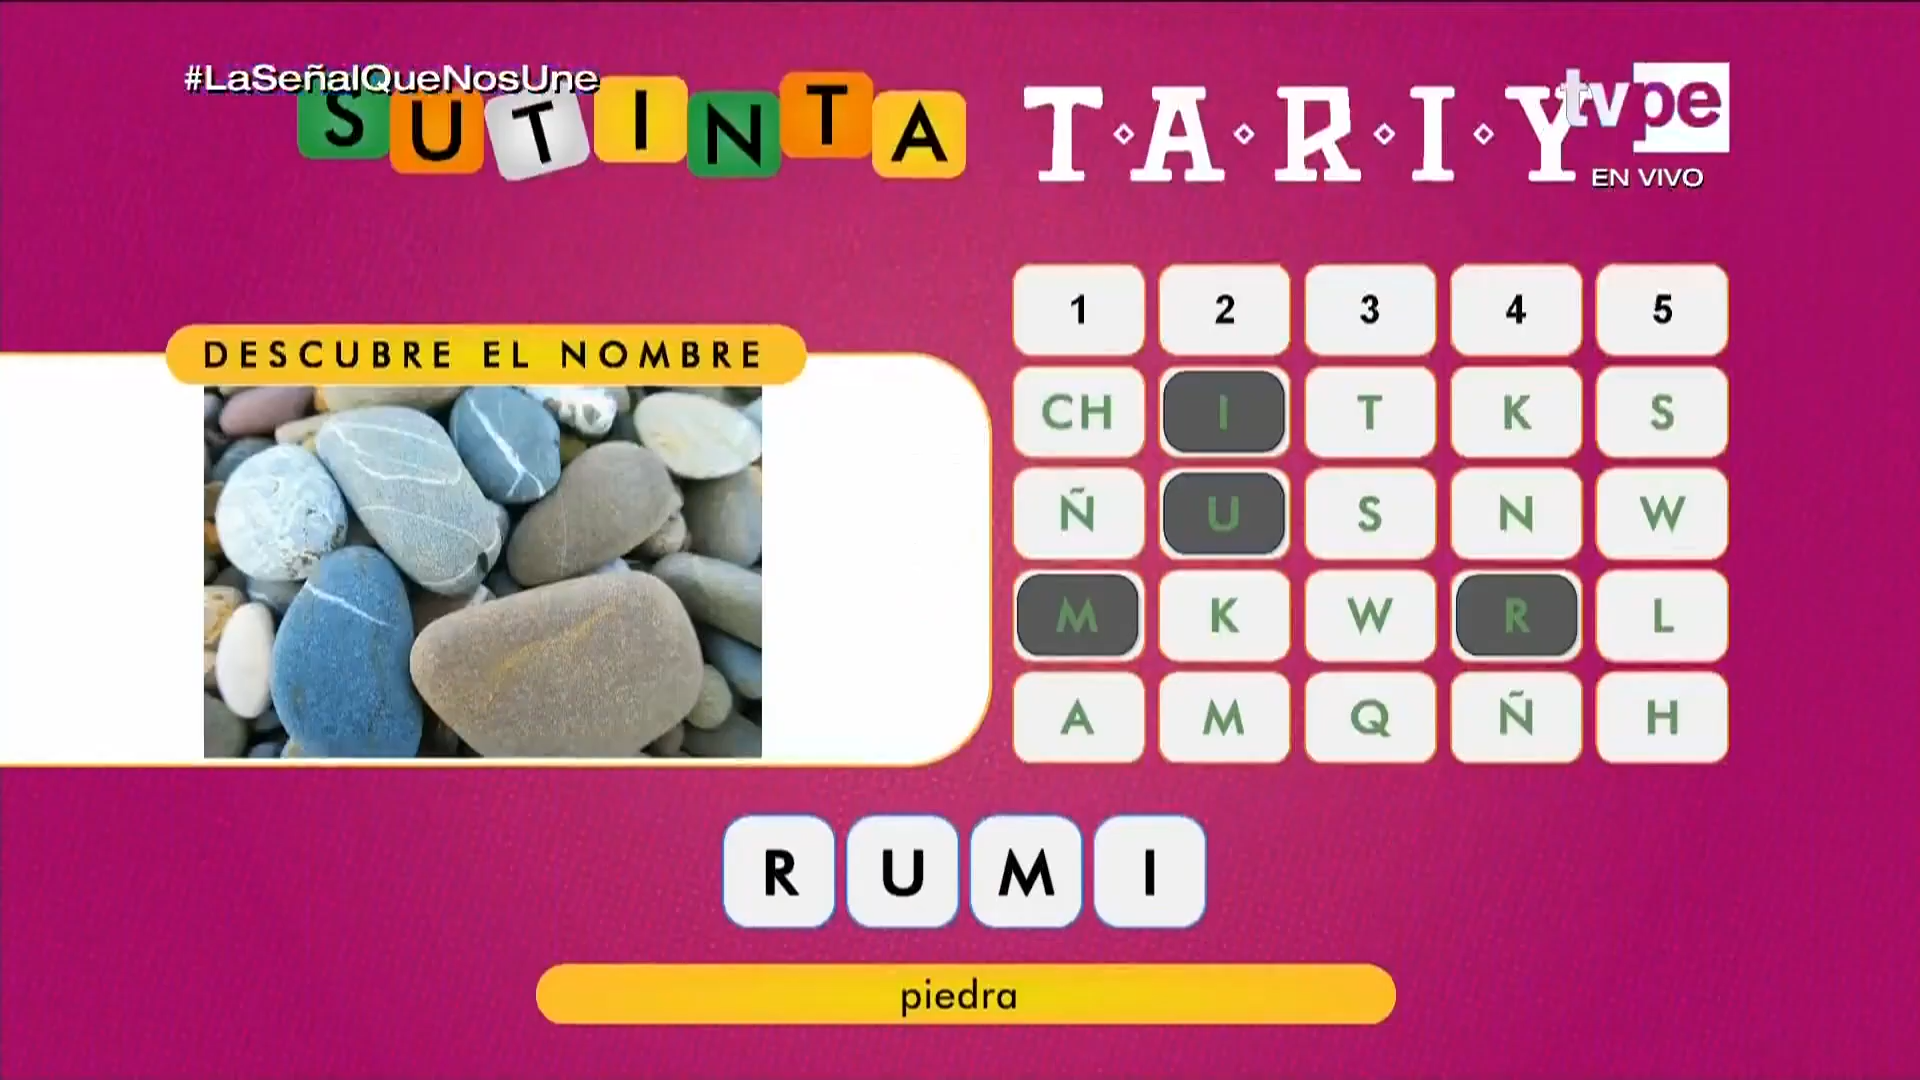 #LaSeñalQueNosUne
SUTINTA TARIY
tvpe
EN VIVO
DESCUBRE EL NOMBRE
1 2 3 4 5
CH I T K S
Ñ U S N W
M K W R L
A M Q Ñ H
RUMI
piedra